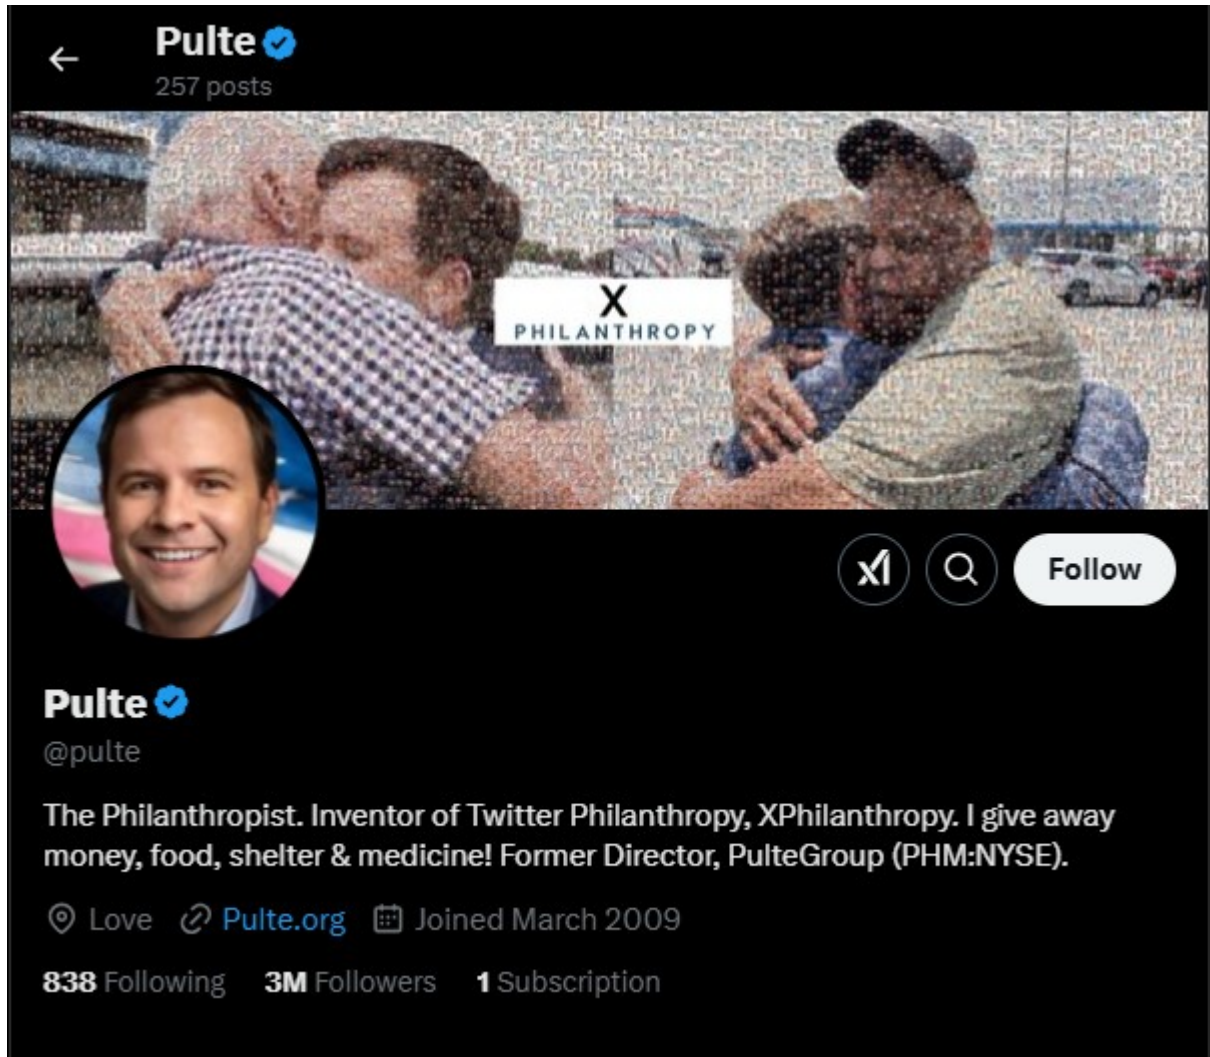 Pulte
257 posts
X
PHILANTHROPY
Follow
Pulte
@pulte
The Philanthropist. Inventor of Twitter Philanthropy, XPhilanthropy. I give away
money, food, shelter & medicine! Former Director, PulteGroup (PHM:NYSE).
Love Pulte.org Joined March 2009
838 Following 3M Followers 1 Subscription